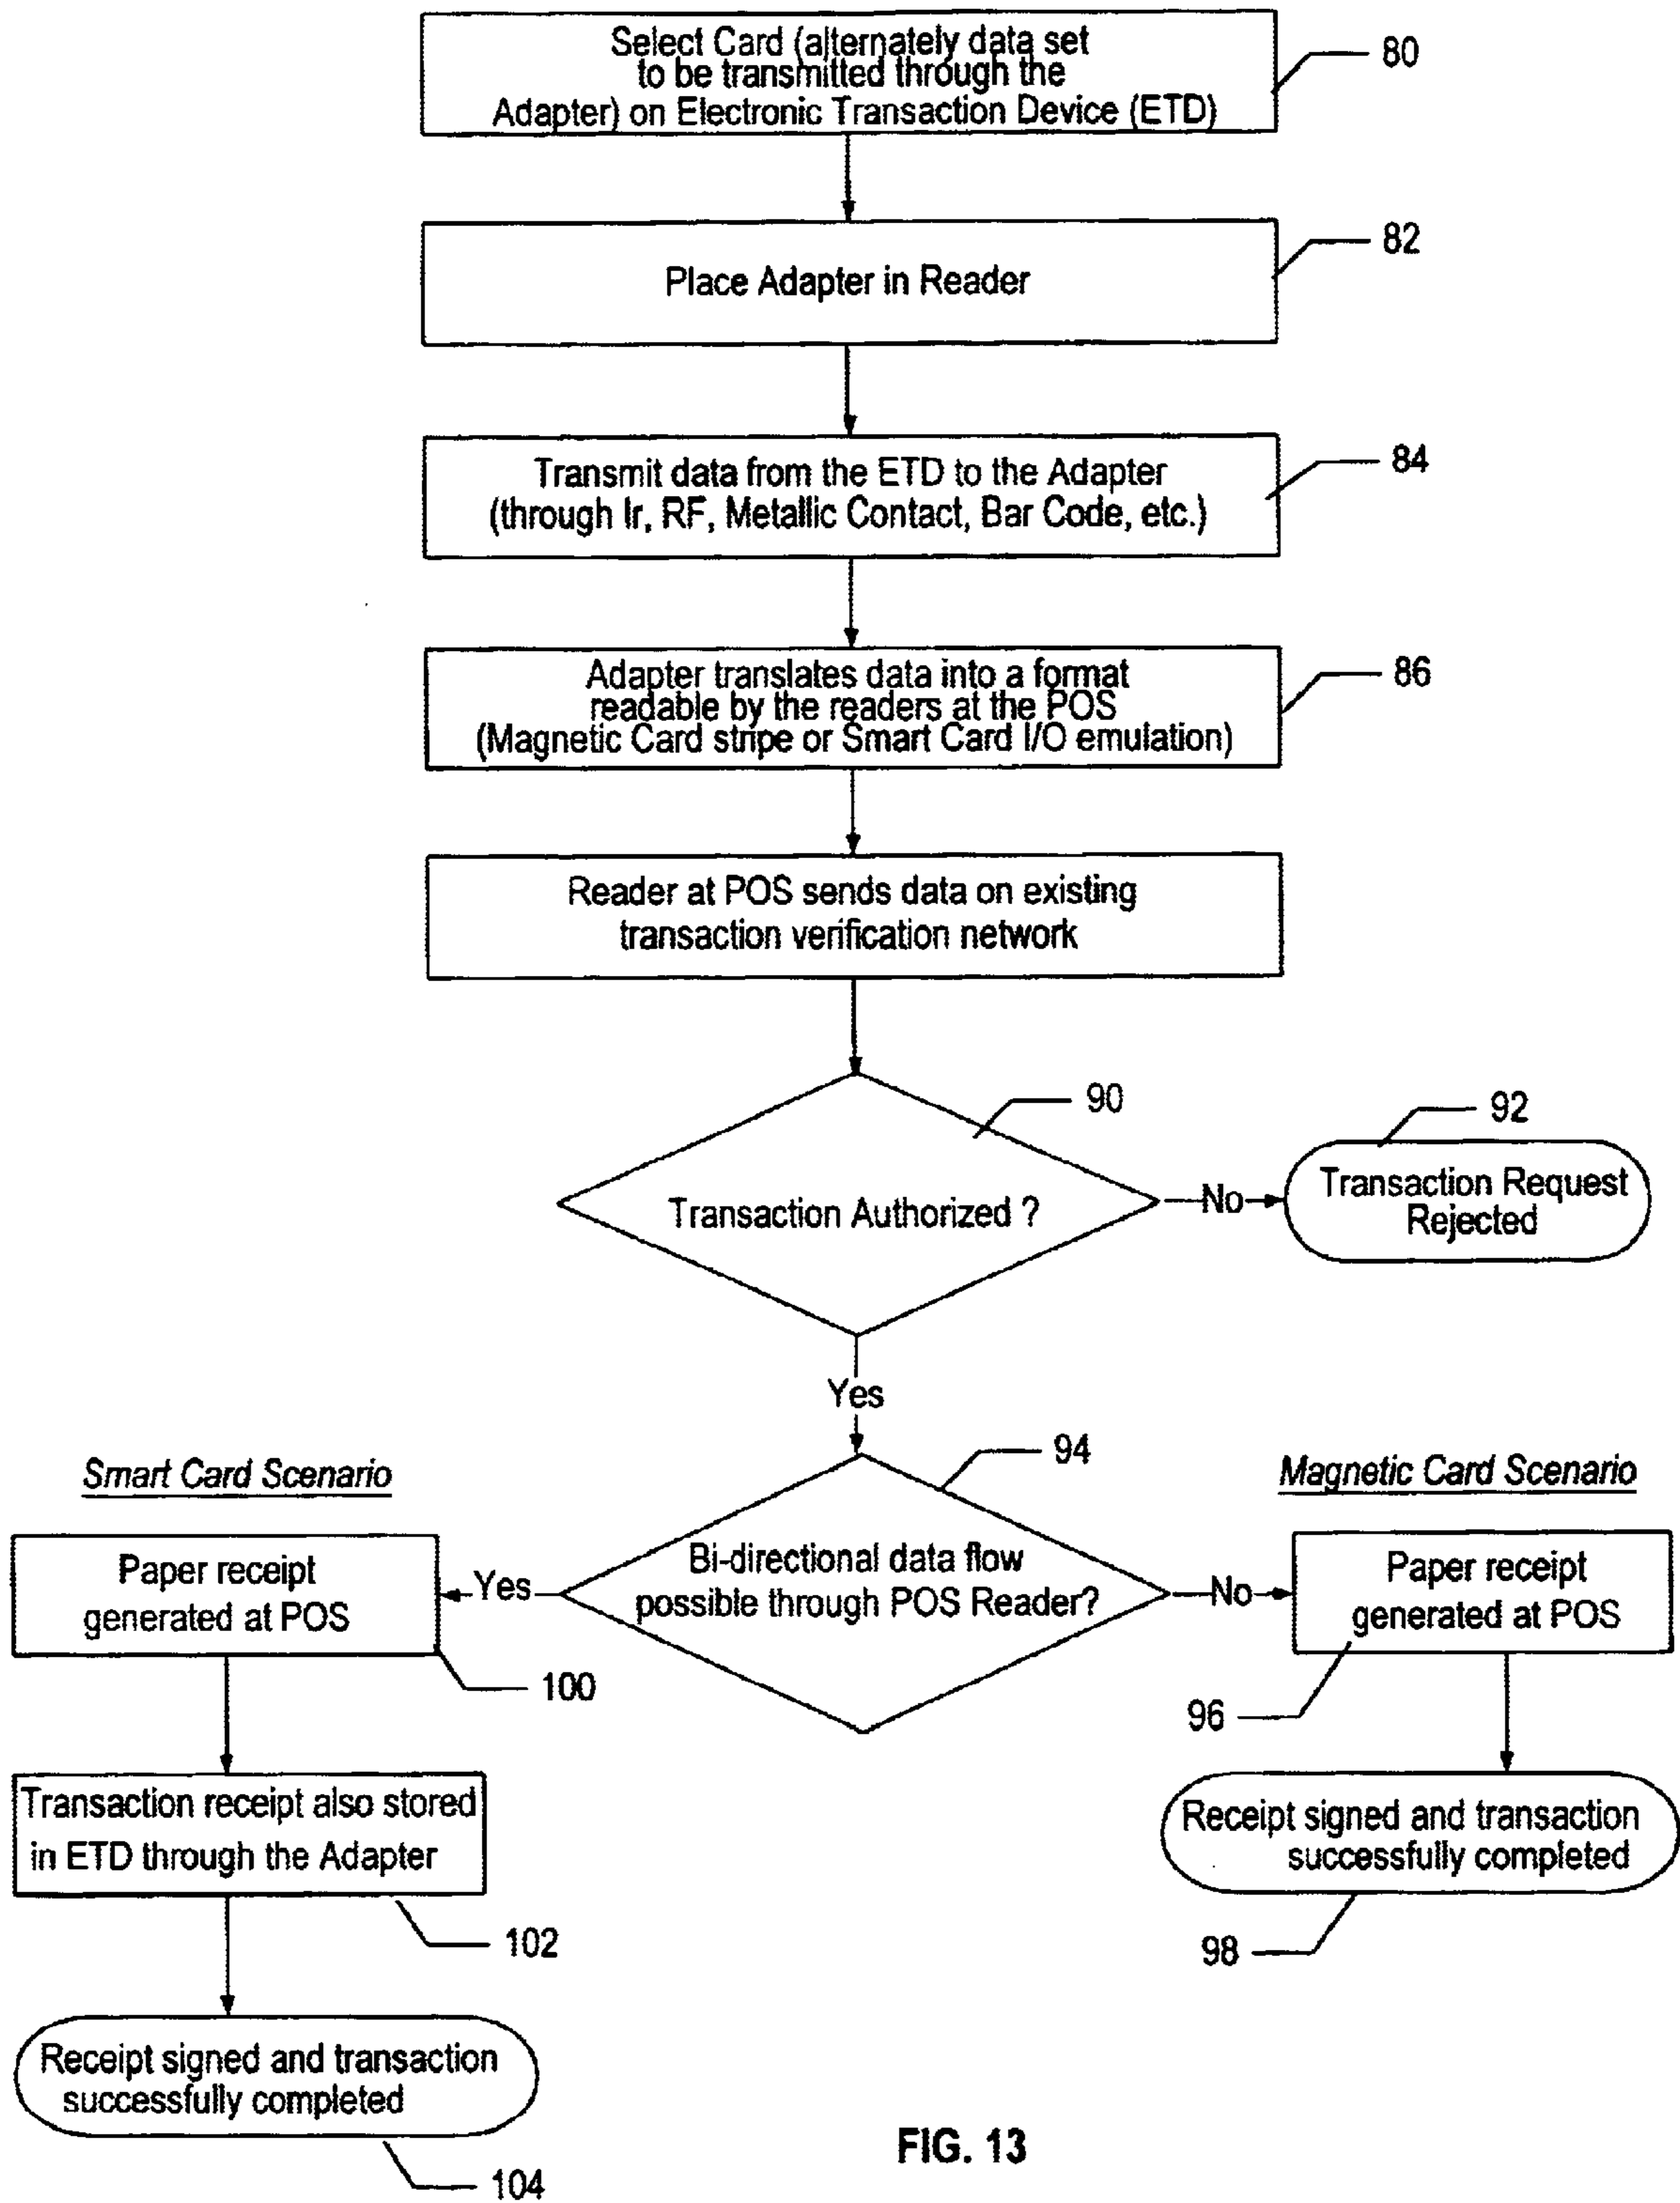 Select Card (alternately data set
to be transmitted through the
Adapter) on Electronic Transaction Device (ETD)
80
Place Adapter in Reader
82
Transmit data from the ETD to the Adapter
(through Ir, RF, Metallic Contact, Bar Code, etc.)
84
Adapter translates data into a format
readable by the readers at the POS
(Magnetic Card stripe or Smart Card I/O emulation)
86
Reader at POS sends data on existing
transaction verification network
90
Transaction Authorized ?
No
92
Transaction Request
Rejected
Yes
94
Bi-directional data flow
possible through POS Reader?
Smart Card Scenario
Yes
Paper receipt
generated at POS
100
Transaction receipt also stored
in ETD through the Adapter
102
Receipt signed and transaction
successfully completed
104
Magnetic Card Scenario
No
Paper receipt
generated at POS
96
Receipt signed and transaction
successfully completed
98
FIG. 13